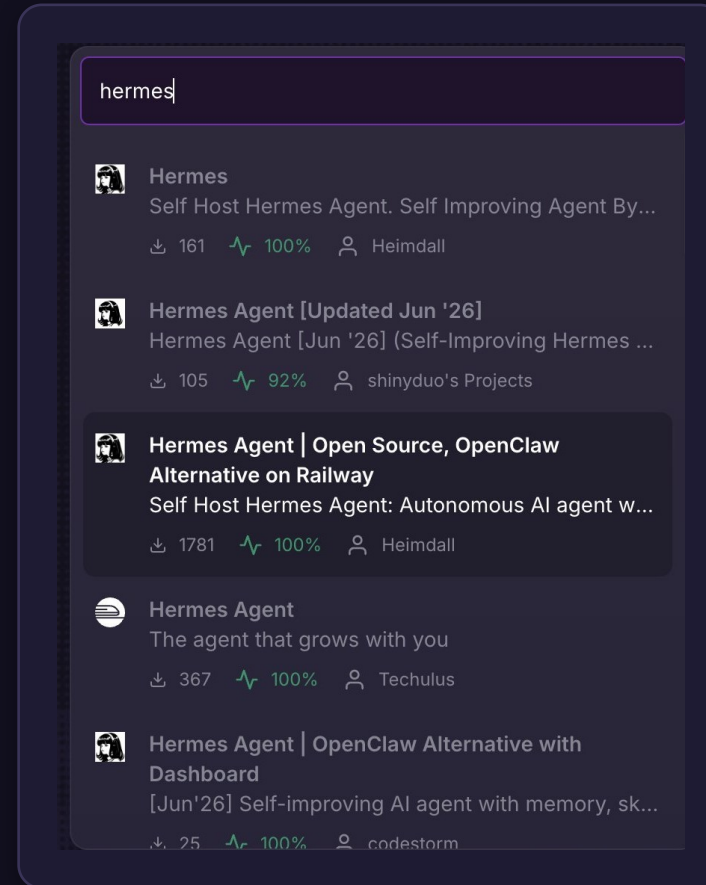 hermes
Hermes
Self Host Hermes Agent. Self Improving Agent By...
161 100% Heimdall
Hermes Agent [Updated Jun '26]
Hermes Agent [Jun '26] (Self-Improving Hermes ...
105 92% shinyduo's Projects
Hermes Agent | Open Source, OpenClaw
Alternative on Railway
Self Host Hermes Agent: Autonomous AI agent w...
1781 100% Heimdall
Hermes Agent
The agent that grows with you
367 100% Techulus
Hermes Agent | OpenClaw Alternative with
Dashboard
[Jun'26] Self-improving AI agent with memory, sk...
25 100% codestorm